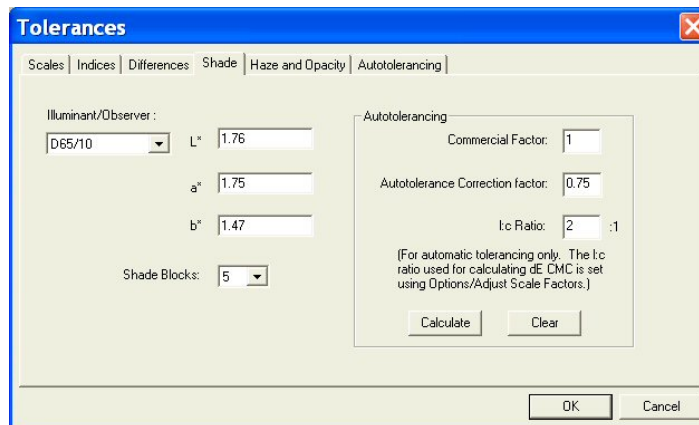 Tolerances
Scales Indices Differences Shade Haze and Opacity Autotolerancing
Illuminant/Observer :
D65/10
L* 1.76
a* 1.75
b* 1.47
Shade Blocks: 5
Autotolerancing
Commercial Factor: 1
Autotolerance Correction factor: 0.75
l:c Ratio: 2 :1
(For automatic tolerancing only. The l:c
ratio used for calculating dE CMC is set
using Options/Adjust Scale Factors.)
Calculate Clear
OK Cancel